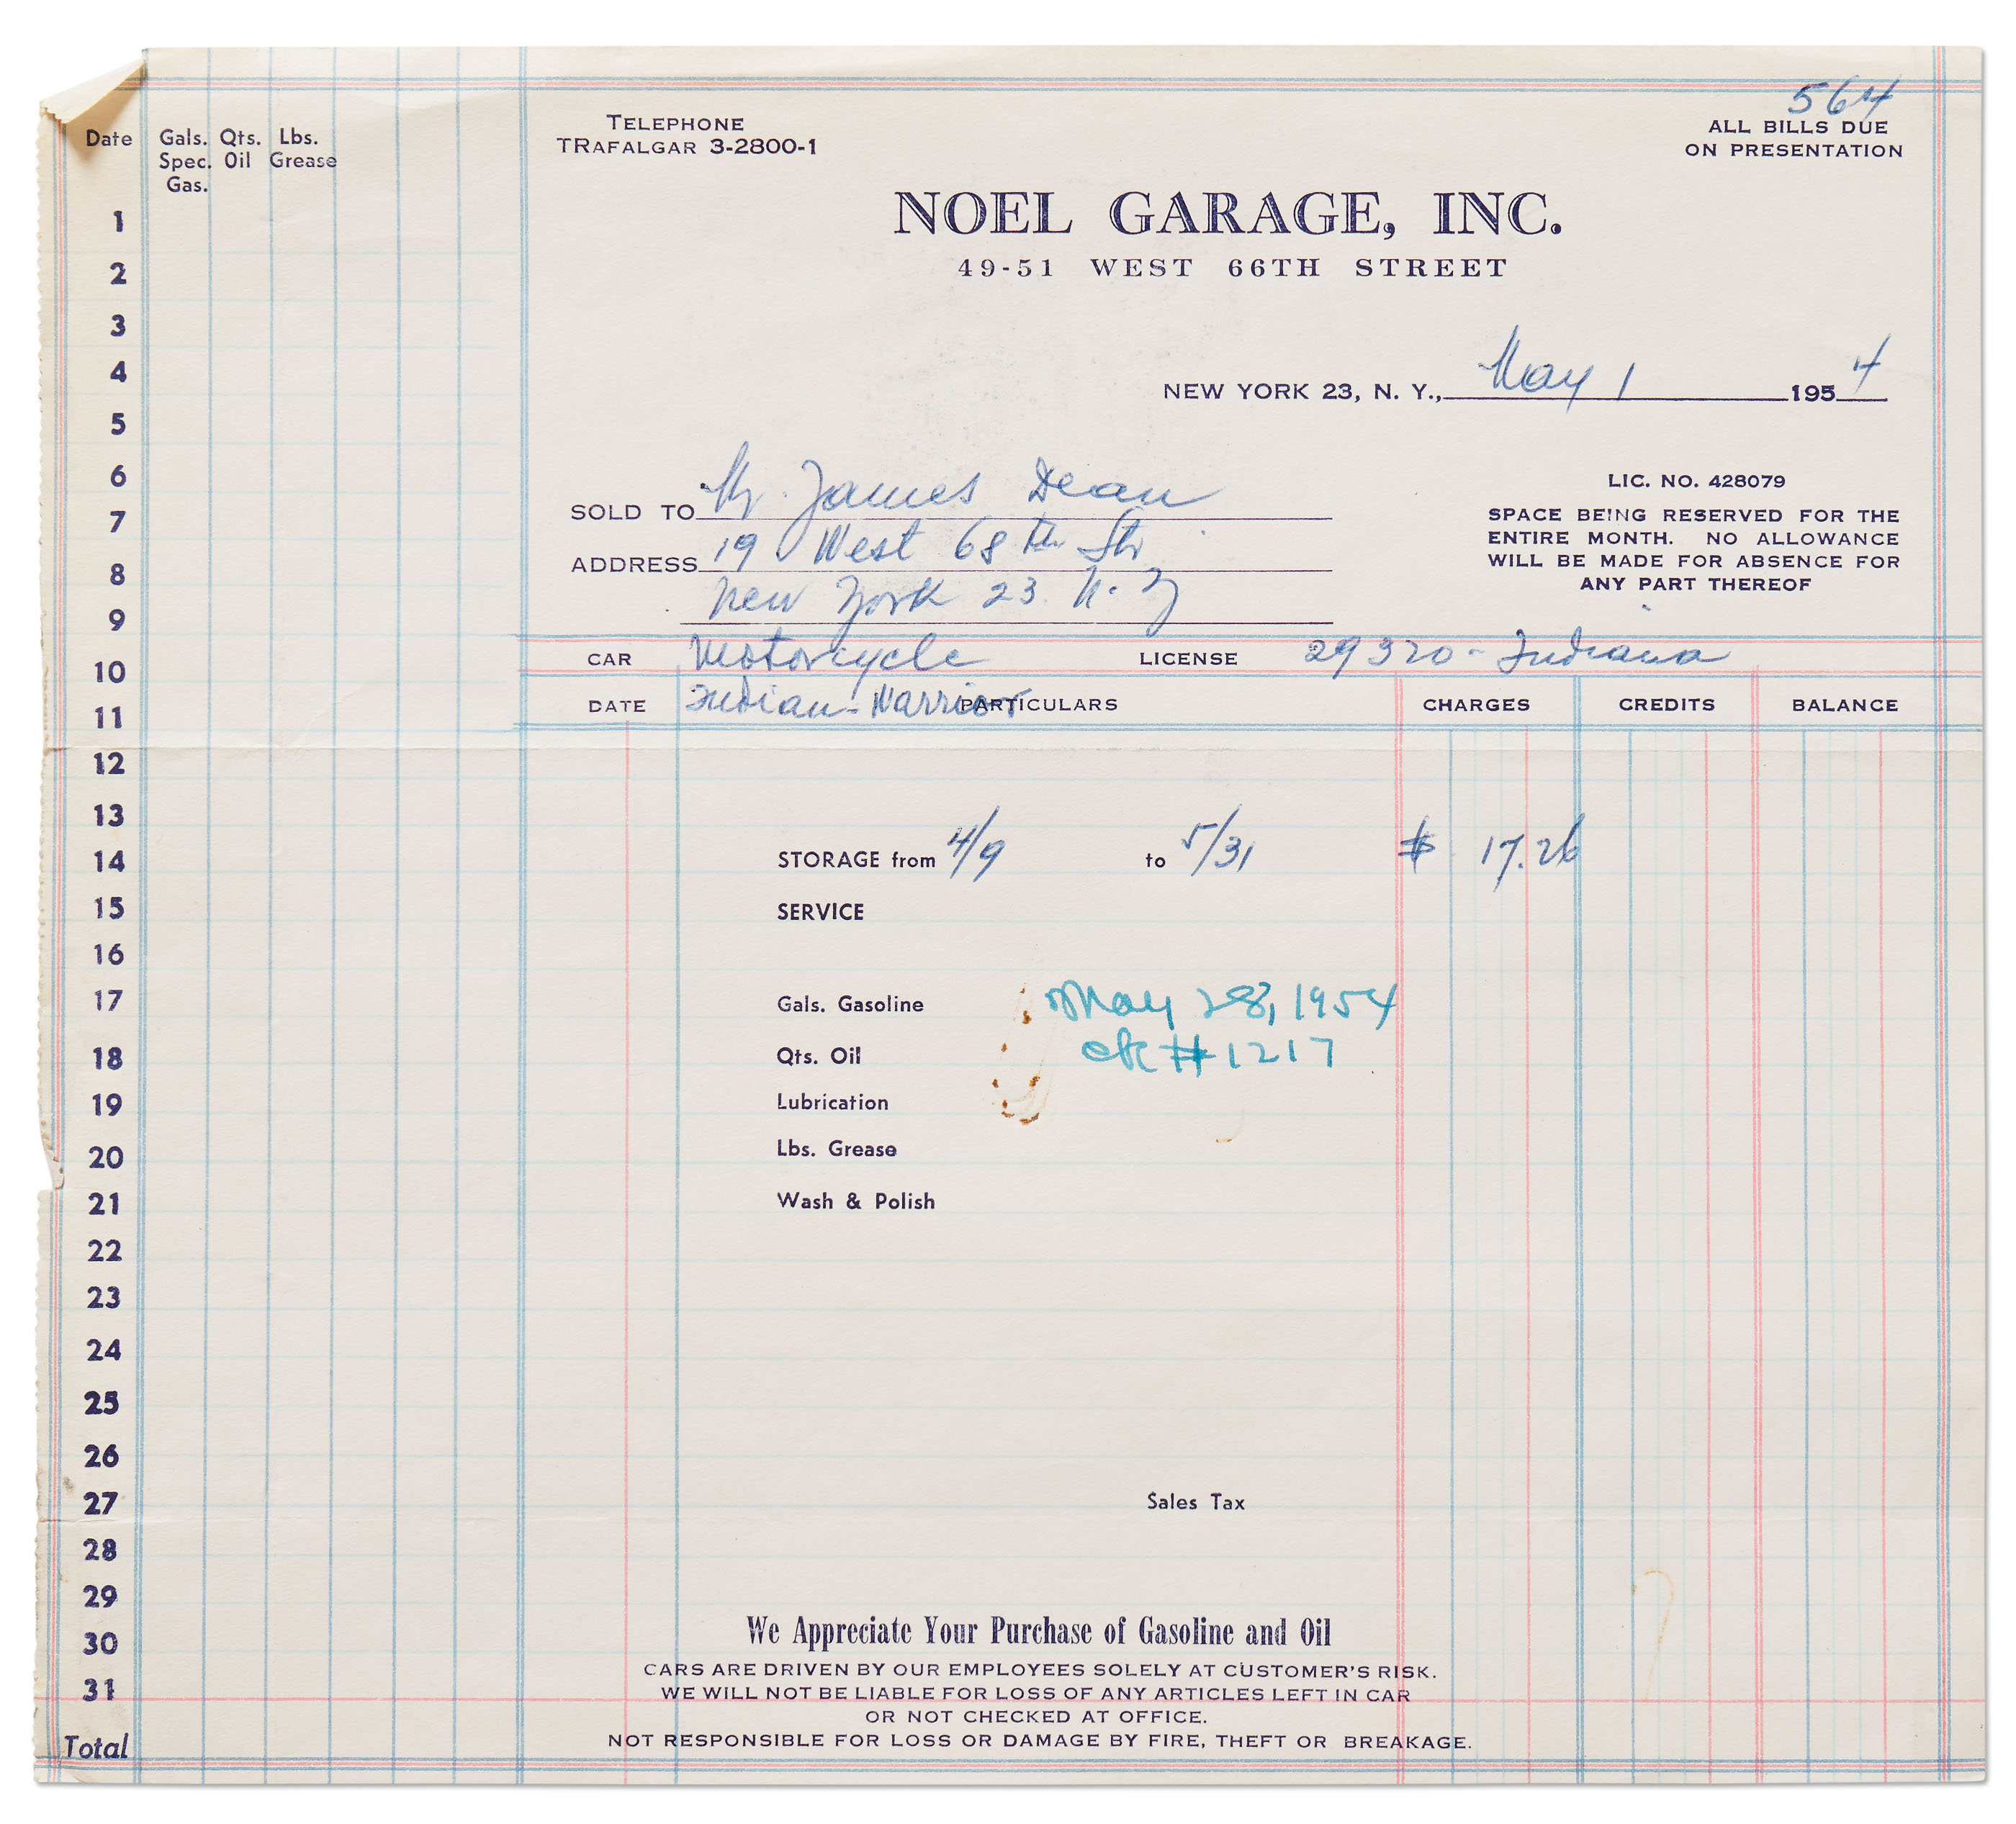 564
TELEPHONE
TRAFALGAR 3-2800-1
ALL BILLS DUE
ON PRESENTATION
Date Gals. Qts. Lbs.
Spec. Oil Grease
Gas.
NOEL GARAGE, INC.
49-51 WEST 66TH STREET
NEW YORK 23, N. Y., May 1 1954
SOLD TO Mr. James Dean
ADDRESS 19 West 68th Str
New York 23 N.Y
LIC. NO. 428079
SPACE BEING RESERVED FOR THE
ENTIRE MONTH. NO ALLOWANCE
WILL BE MADE FOR ABSENCE FOR
ANY PART THEREOF
CAR Motorcycle LICENSE 29320 - Indiana
Indian-Warrior
DATE PARTICULARS CHARGES CREDITS BALANCE
STORAGE from 4/9 to 5/31 $ 17.26
SERVICE
Gals. Gasoline May 28, 1954
Qts. Oil ck #1217
Lubrication
Lbs. Grease
Wash & Polish
Sales Tax
We Appreciate Your Purchase of Gasoline and Oil
CARS ARE DRIVEN BY OUR EMPLOYEES SOLELY AT CUSTOMER'S RISK.
WE WILL NOT BE LIABLE FOR LOSS OF ANY ARTICLES LEFT IN CAR
OR NOT CHECKED AT OFFICE.
NOT RESPONSIBLE FOR LOSS OR DAMAGE BY FIRE, THEFT OR BREAKAGE.
1
2
3
4
5
6
7
8
9
10
11
12
13
14
15
16
17
18
19
20
21
22
23
24
25
26
27
28
29
30
31
Total